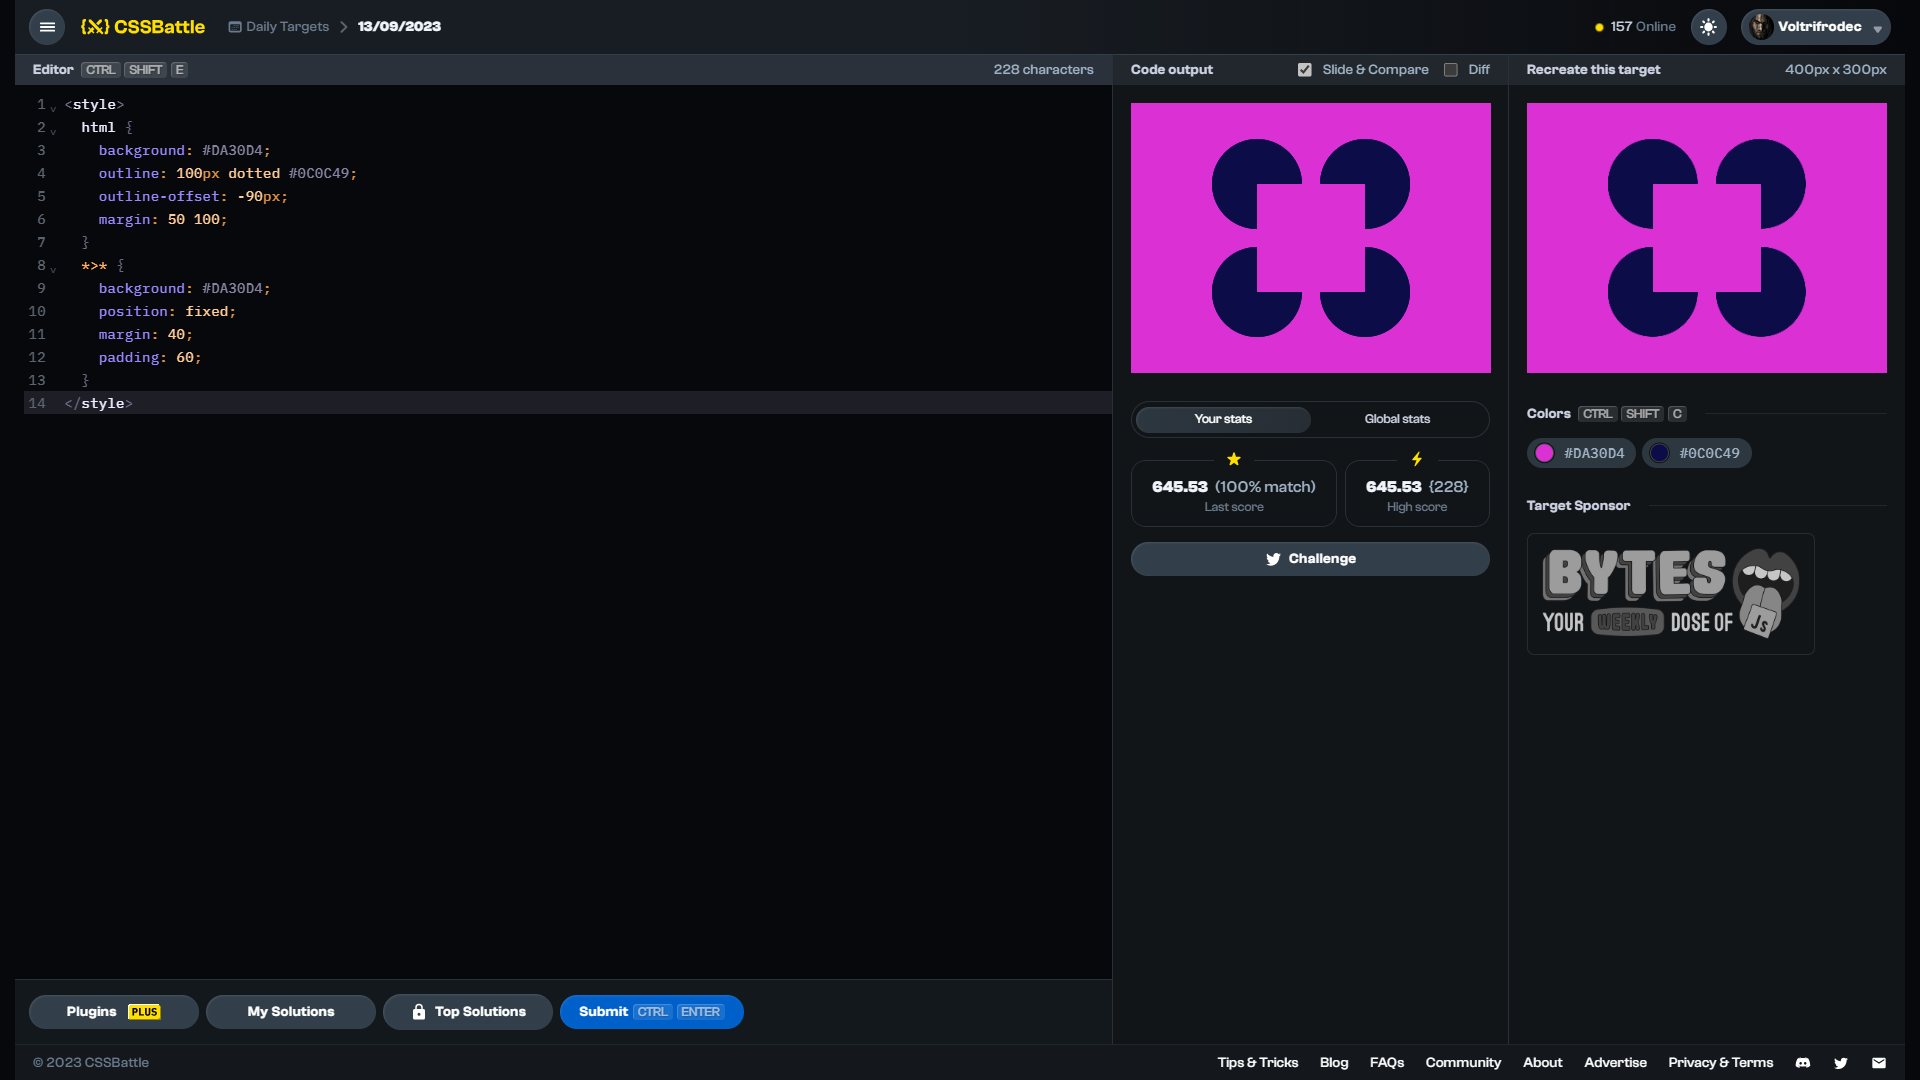 CSSBattle
Daily Targets
13/09/2023
157 Online
Voltrifrodec
Editor CTRL SHIFT E
228 characters
1 <style>
2 html {
3 background: #DA30D4;
4 outline: 100px dotted #0C0C49;
5 outline-offset: -90px;
6 margin: 50 100;
7 }
8 *>* {
9 background: #DA30D4;
10 position: fixed;
11 margin: 40;
12 padding: 60;
13 }
14 </style>
Code output
Slide & Compare
Diff
Your stats
Global stats
645.53 (100% match)
Last score
645.53 {228}
High score
Challenge
Recreate this target
400px x 300px
Colors CTRL SHIFT C
#DA30D4
#0C0C49
Target Sponsor
BYTES
YOUR WEEKLY DOSE OF JS
Plugins PLUS
My Solutions
Top Solutions
Submit CTRL ENTER
© 2023 CSSBattle
Tips & Tricks
Blog
FAQs
Community
About
Advertise
Privacy & Terms